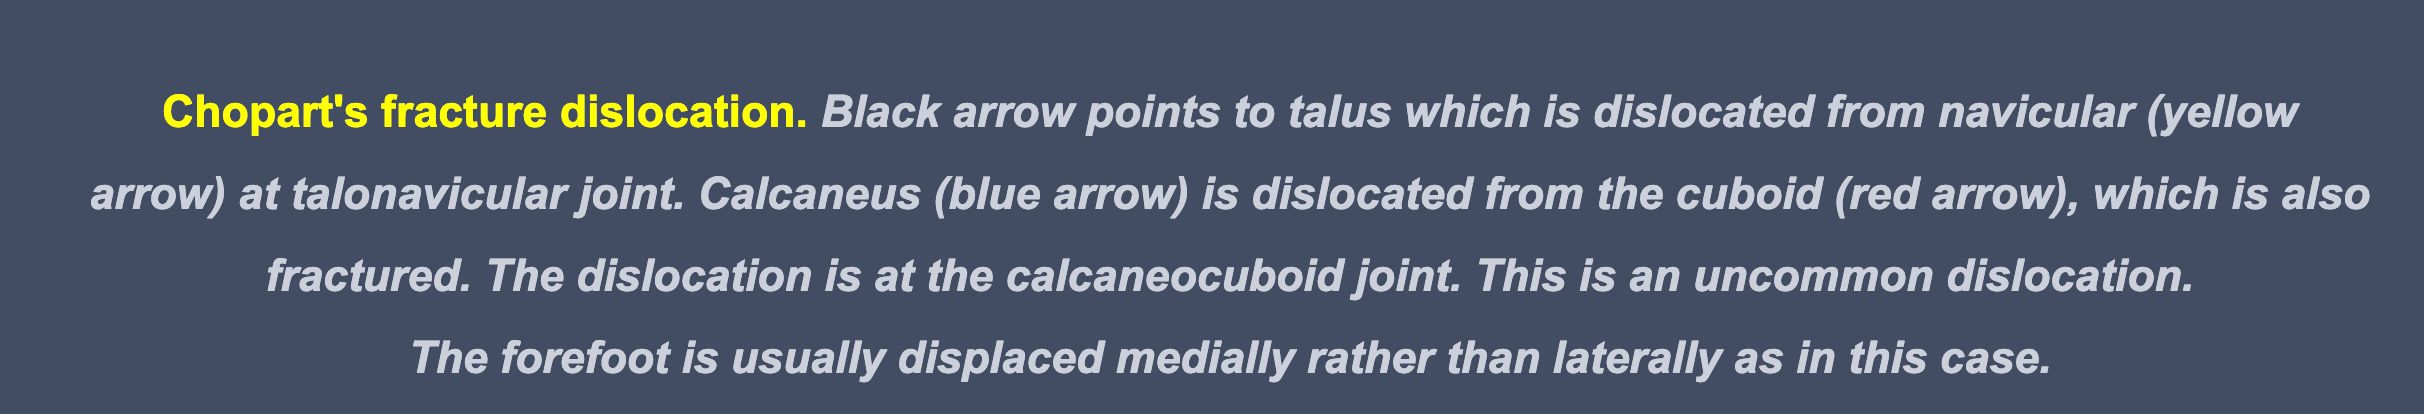 Chopart's fracture dislocation. Black arrow points to talus which is dislocated from navicular (yellow
arrow) at talonavicular joint. Calcaneus (blue arrow) is dislocated from the cuboid (red arrow), which is also
fractured. The dislocation is at the calcaneocuboid joint. This is an uncommon dislocation.
The forefoot is usually displaced medially rather than laterally as in this case.